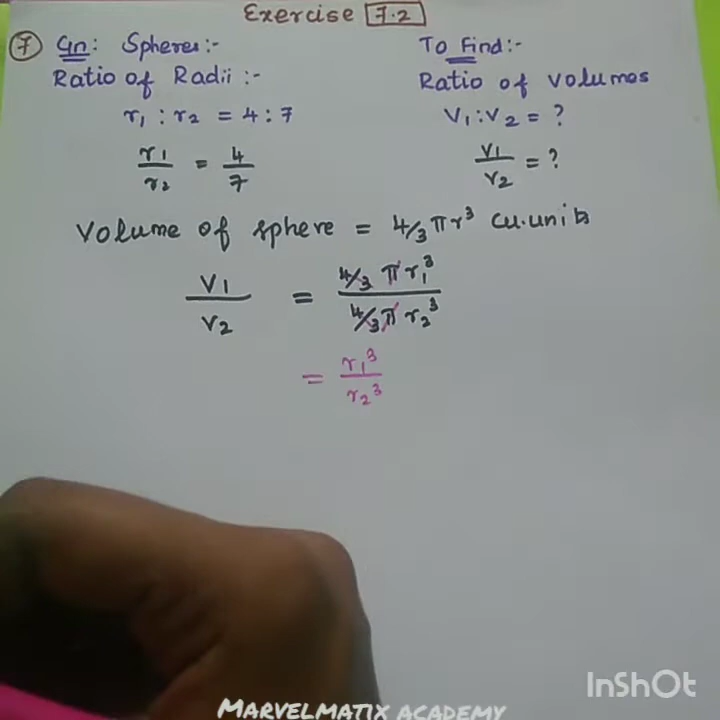 Exercise 7.2
7 Gn: Spheres:-
Ratio of Radii :-
r₁ : r₂ = 4 : 7
r₁/r₂ = 4/7
To Find:-
Ratio of volumes
V₁ : V₂ = ?
V₁/V₂ = ?
Volume of sphere = 4/3 πr³ cu.units
V₁/V₂ = 4/3 π r₁³ / 4/3 π r₂³
= r₁³/r₂³
InShOt
MARVELMATIX ACADEMY